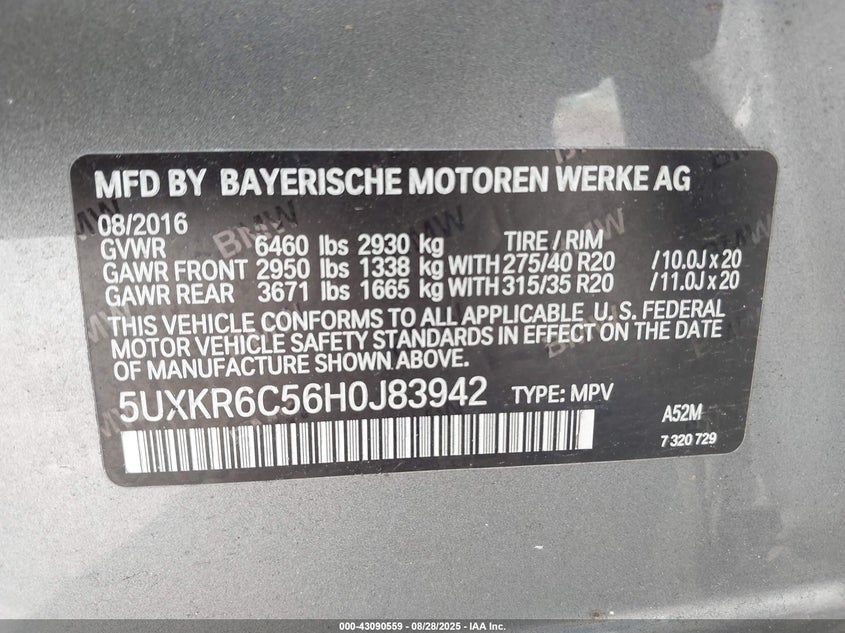 MFD BY BAYERISCHE MOTOREN WERKE AG
08/2016
GVWR 6460 lbs 2930 kg TIRE / RIM
GAWR FRONT 2950 lbs 1338 kg WITH 275/40 R20 /10.0J x 20
GAWR REAR 3671 lbs 1665 kg WITH 315/35 R20 /11.0J x 20
THIS VEHICLE CONFORMS TO ALL APPLICABLE U.S. FEDERAL
MOTOR VEHICLE SAFETY STANDARDS IN EFFECT ON THE DATE
OF MANUFACTURE SHOWN ABOVE.
5UXKR6C56H0J83942 TYPE: MPV
A52M
7 320 729
000-43090559 - 08/28/2025 - IAA Inc.